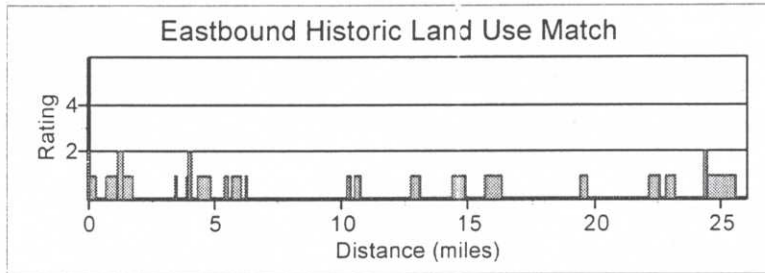 Eastbound Historic Land Use Match
Rating
4
2
0 5 10 15 20 25
Distance (miles)